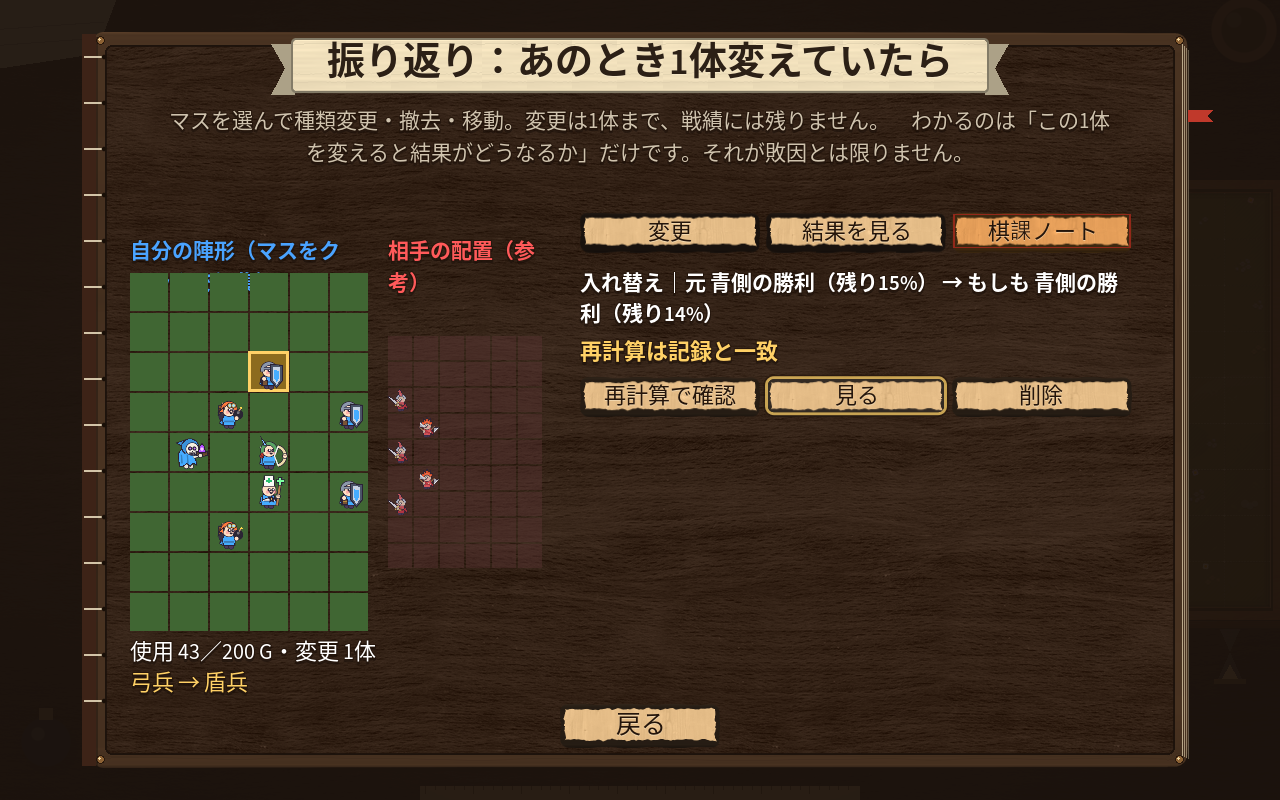 振り返り：あのとき1体変えていたら
マスを選んで種類変更・撤去・移動。変更は1体まで、戦績には残りません。　わかるのは「この1体
を変えると結果がどうなるか」だけです。それが敗因とは限りません。
自分の陣形（マスをク
相手の配置（参
考）
変更
結果を見る
棋課ノート
入れ替え｜元 青側の勝利（残り15%） → もしも 青側の勝
利（残り14%）
再計算は記録と一致
再計算で確認
見る
削除
使用 43／200 G・変更 1体
弓兵 → 盾兵
戻る